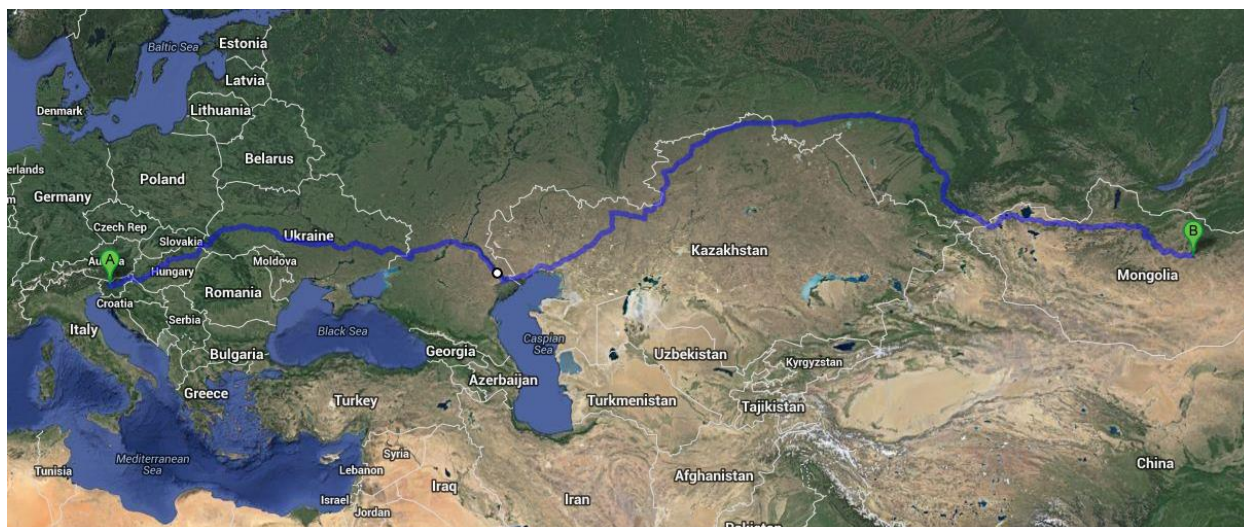 Estonia
Baltic Sea
Latvia
Lithuania
Denmark
Belarus
erlands
Poland
Germany
m
Czech Rep
Ukraine
Slovakia
Kazakhstan
A
Au a
Hungary
Moldova
B
Mongolia
Romania
Croatia
Serbia
Italy
Black Sea
Caspian
Sea
Bulgaria
Georgia
Uzbekistan
Kyrgyzstan
Azerbaijan
Greece
Turkey
Turkmenistan
Tajikistan
Syria
Mediterranean
Sea
Tunisia
Lebanon
Iraq
Afghanistan
China
Israel
Iran
Jordan
Pakistan